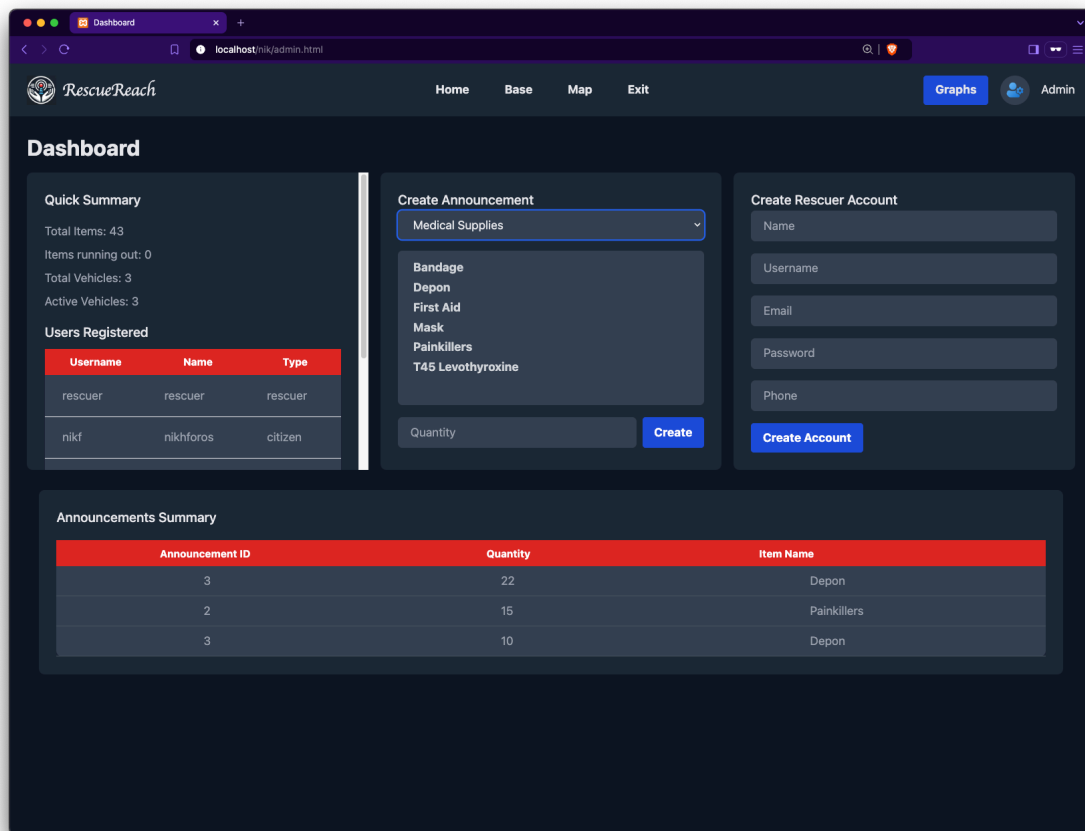 Dashboard
localhost/nik/admin.html
RescueReach
Home Base Map Exit
Graphs
Admin
Dashboard
Quick Summary
Total Items: 43
Items running out: 0
Total Vehicles: 3
Active Vehicles: 3
Users Registered
Username Name Type
rescuer rescuer rescuer
nikf nikhforos citizen
Create Announcement
Medical Supplies
Bandage
Depon
First Aid
Mask
Painkillers
T45 Levothyroxine
Quantity
Create
Create Rescuer Account
Name
Username
Email
Password
Phone
Create Account
Announcements Summary
Announcement ID Quantity Item Name
3 22 Depon
2 15 Painkillers
3 10 Depon